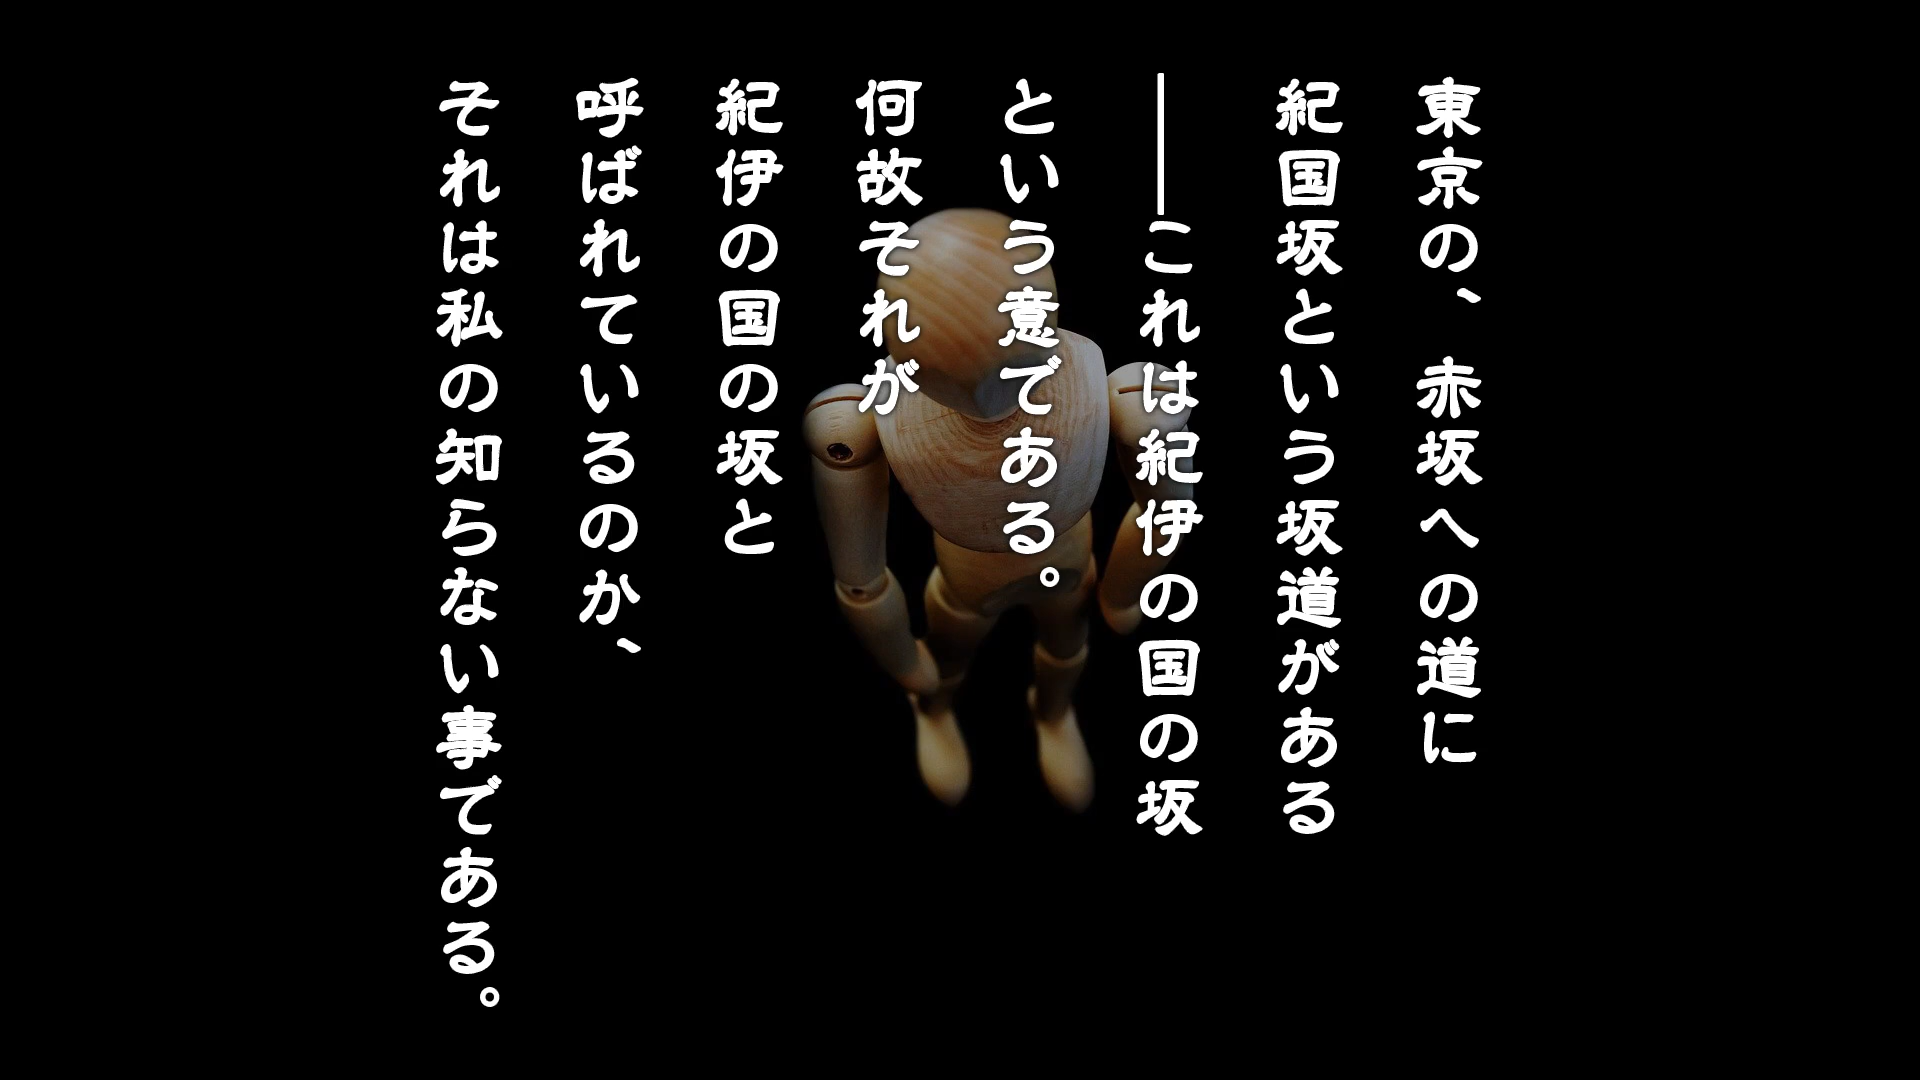 東京の、赤坂への道に
紀国坂という坂道がある
――これは紀伊の国の坂
という意である。
何故それが
紀伊の国の坂と
呼ばれているのか、
それは私の知らない事である。